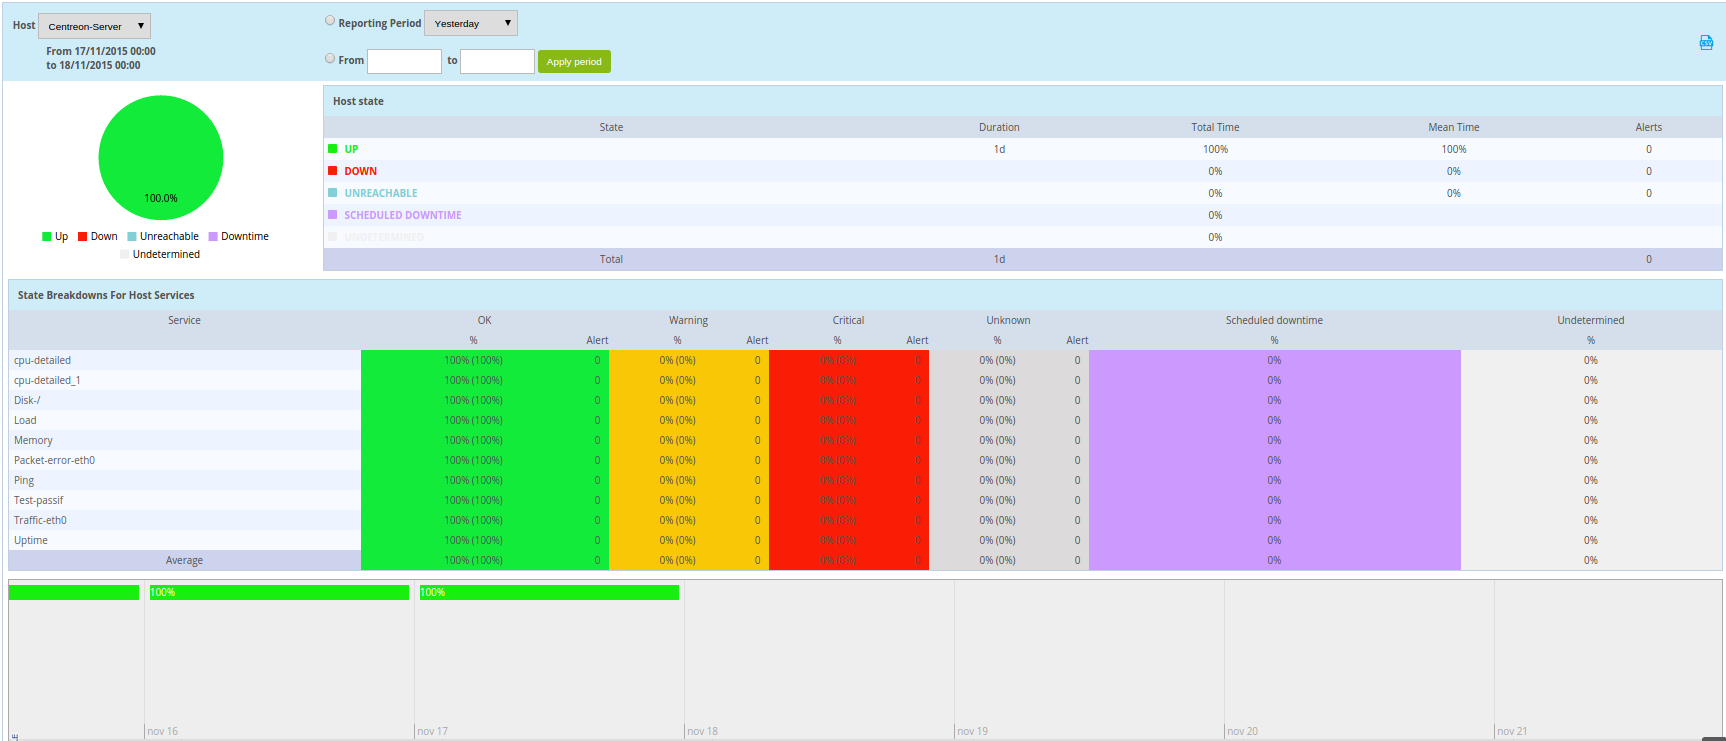 Host Centreon-Server
From 17/11/2015 00:00
to 18/11/2015 00:00
Reporting Period Yesterday
From to Apply period
CSV
100.0%
Up Down Unreachable Downtime
Undetermined
Host state
State Duration Total Time Mean Time Alerts
UP 1d 100% 100% 0
DOWN 0% 0% 0
UNREACHABLE 0% 0% 0
SCHEDULED DOWNTIME 0%
UNDETERMINED 0%
Total 1d 0
State Breakdowns For Host Services
Service OK Warning Critical Unknown Scheduled downtime Undetermined
% Alert % Alert % Alert % Alert % %
cpu-detailed 100% (100%) 0 0% (0%) 0 0% (0%) 0 0% (0%) 0 0% 0%
cpu-detailed_1 100% (100%) 0 0% (0%) 0 0% (0%) 0 0% (0%) 0 0% 0%
Disk-/ 100% (100%) 0 0% (0%) 0 0% (0%) 0 0% (0%) 0 0% 0%
Load 100% (100%) 0 0% (0%) 0 0% (0%) 0 0% (0%) 0 0% 0%
Memory 100% (100%) 0 0% (0%) 0 0% (0%) 0 0% (0%) 0 0% 0%
Packet-error-eth0 100% (100%) 0 0% (0%) 0 0% (0%) 0 0% (0%) 0 0% 0%
Ping 100% (100%) 0 0% (0%) 0 0% (0%) 0 0% (0%) 0 0% 0%
Test-passif 100% (100%) 0 0% (0%) 0 0% (0%) 0 0% (0%) 0 0% 0%
Traffic-eth0 100% (100%) 0 0% (0%) 0 0% (0%) 0 0% (0%) 0 0% 0%
Uptime 100% (100%) 0 0% (0%) 0 0% (0%) 0 0% (0%) 0 0% 0%
Average 100% (100%) 0 0% (0%) 0 0% (0%) 0 0% (0%) 0 0% 0%
100% 100%
nov 16 nov 17 nov 18 nov 19 nov 20 nov 21